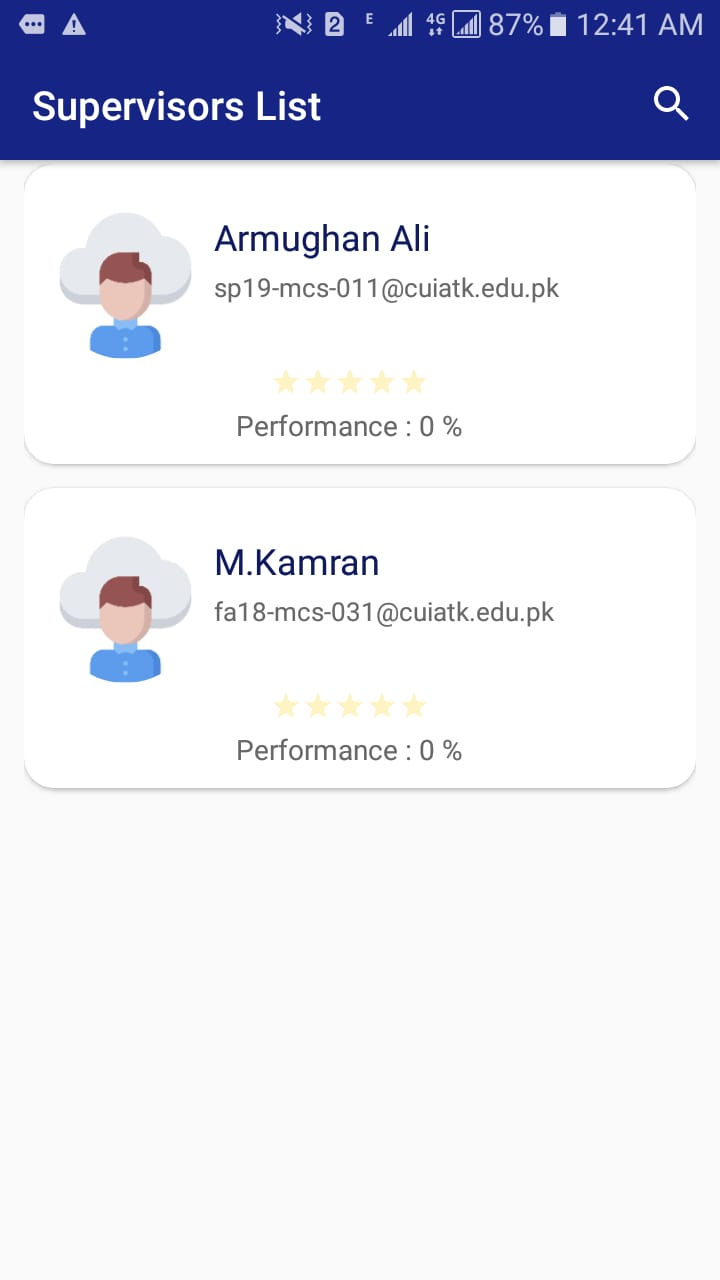 2 E 4G 87% 12:41 AM
Supervisors List
Armughan Ali
sp19-mcs-011@cuiatk.edu.pk
Performance : 0 %
M.Kamran
fa18-mcs-031@cuiatk.edu.pk
Performance : 0 %